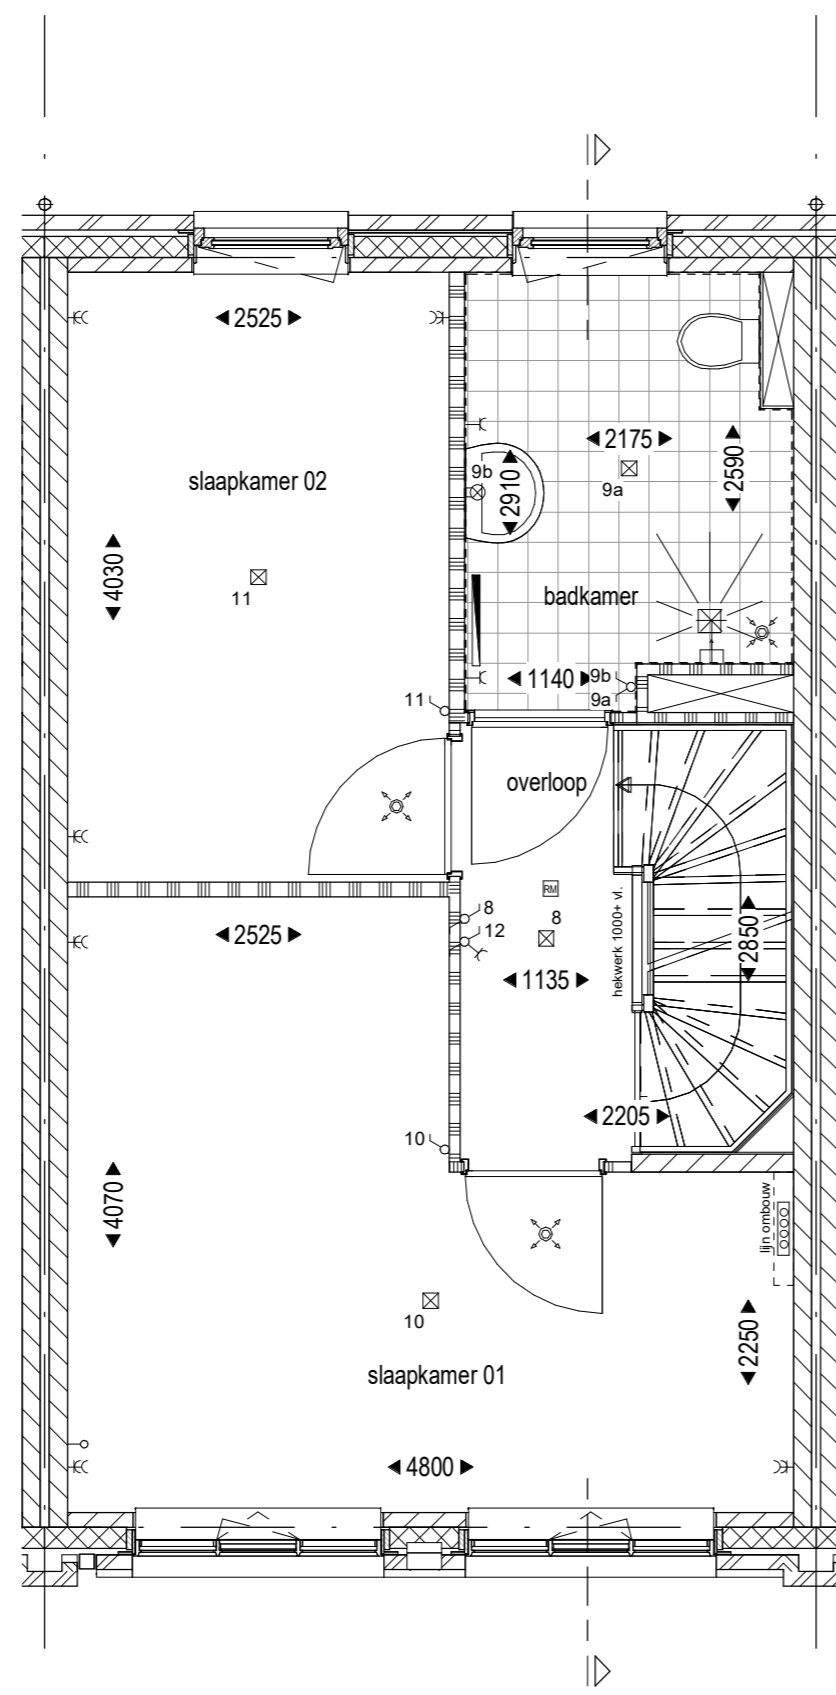 2525
2175
2590
slaapkamer 02
9b
2910
9a
4030
11
badkamer
1140
9b
9a
11
overloop
RM
8
8
12
2525
1135
hekwerk 1000+ vl.
2850
2205
10
4070
lijn ombouw
10
2250
slaapkamer 01
4800